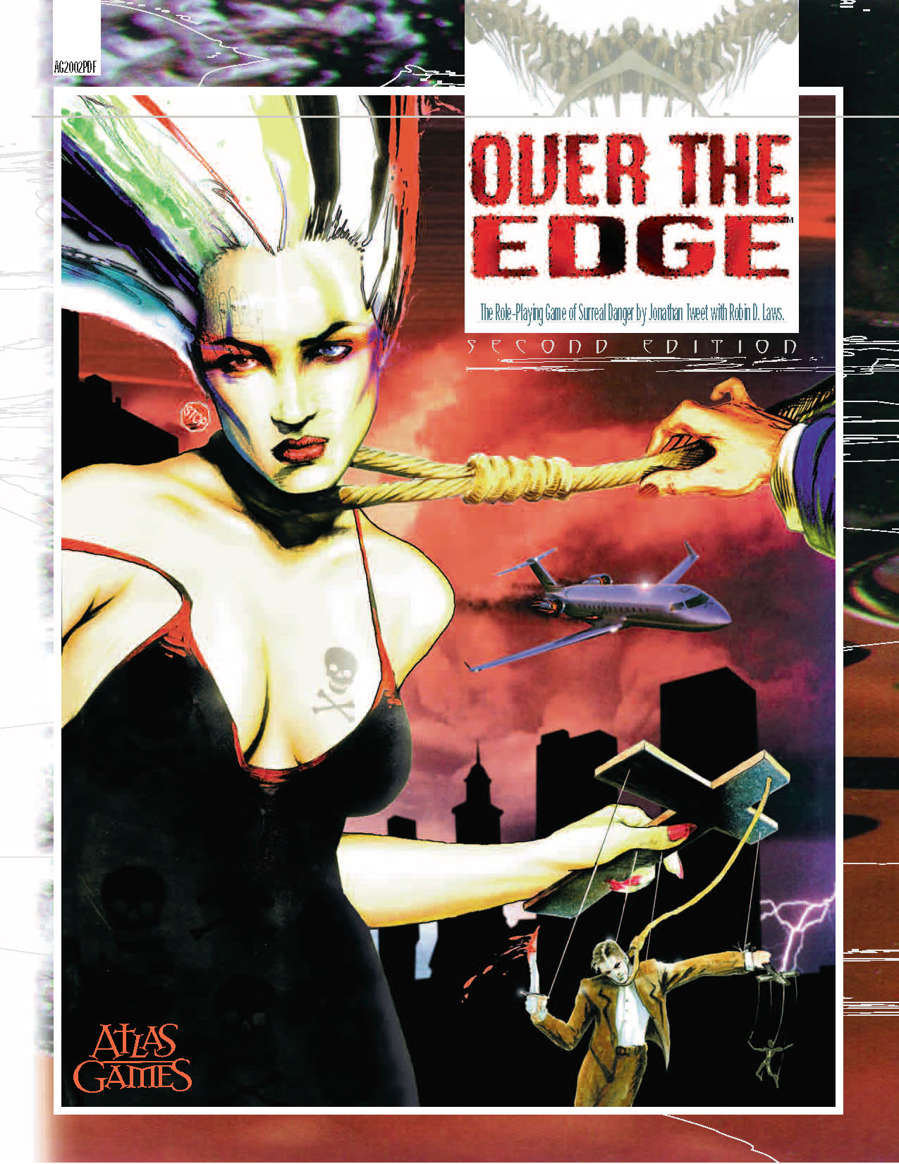 AG2002PDF
OVER THE
EDGE™
The Role-Playing Game of Surreal Danger by Jonathan Tweet with Robin D. Laws.
SECOND EDITION
ATLAS
GAMES